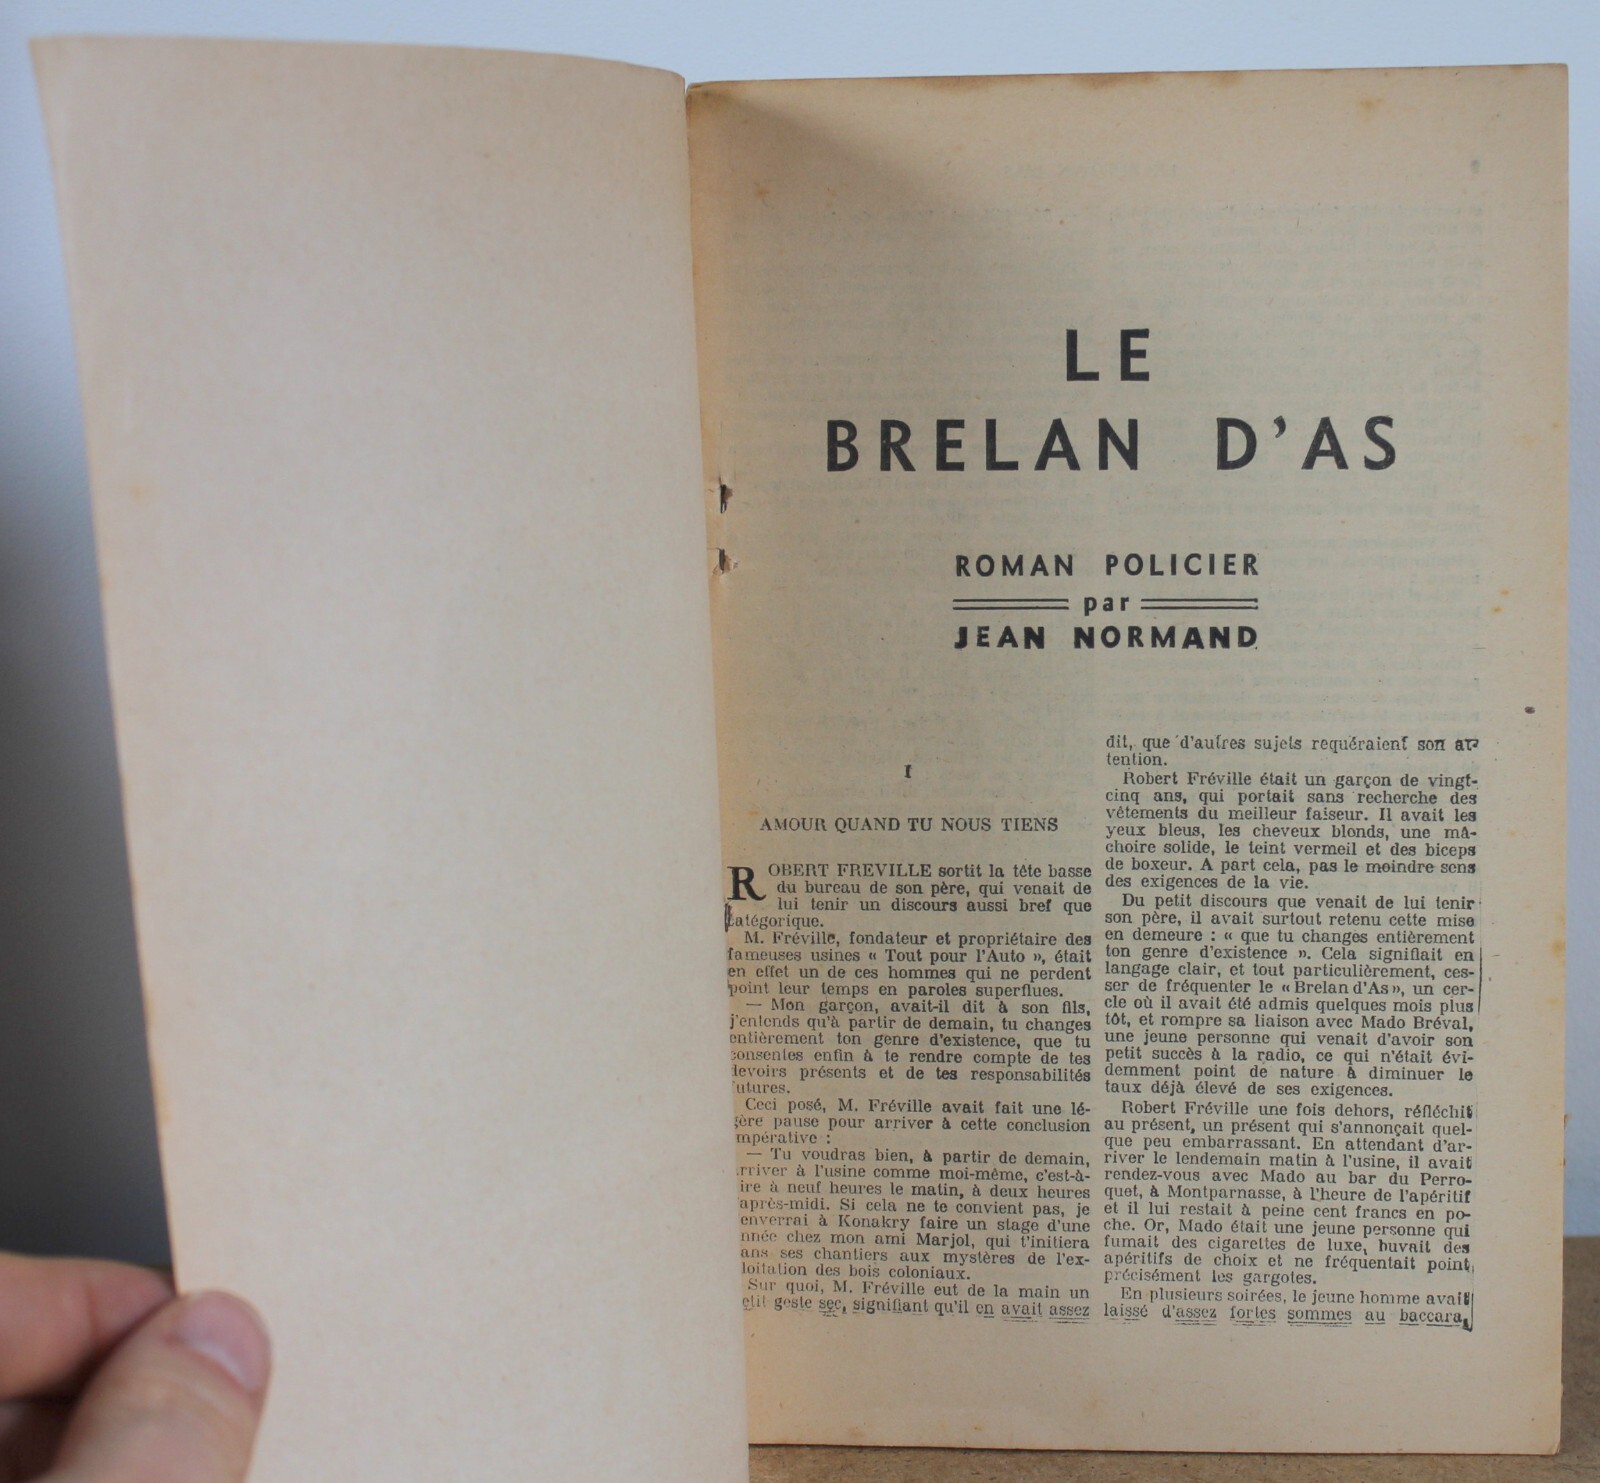 LE
BRELAN D'AS
ROMAN POLICIER
par
JEAN NORMAND
I
AMOUR QUAND TU NOUS TIENS
ROBERT FREVILLE sortit la tête basse
du bureau de son père, qui venait de
lui tenir un discours aussi bref que
catégorique.
M. Fréville, fondateur et propriétaire des
fameuses usines « Tout pour l'Auto », était
en effet un de ces hommes qui ne perdent
point leur temps en paroles superflues.
— Mon garçon, avait-il dit à son fils,
j'entends qu'à partir de demain, tu changes
entièrement ton genre d'existence, que tu
consentes enfin à te rendre compte de tes
devoirs présents et de tes responsabilités
futures.
Ceci posé, M. Fréville avait fait une lé-
gère pause pour arriver à cette conclusion
impérative :
— Tu voudras bien, à partir de demain,
arriver à l'usine comme moi-même, c'est-à-
ire à neuf heures le matin, à deux heures
après-midi. Si cela ne te convient pas, je
enverrai à Konakry faire un stage d'une
nnée chez mon ami Marjol, qui t'initiera
ans ses chantiers aux mystères de l'ex-
loitation des bois coloniaux.
Sur quoi, M. Fréville eut de la main un
etit geste sec, signifiant qu'il en avait assez
dit, que d'autres sujets requéraient son at-
tention.
Robert Fréville était un garçon de vingt-
cinq ans, qui portait sans recherche des
vêtements du meilleur faiseur. Il avait les
yeux bleus, les cheveux blonds, une mâ-
choire solide, le teint vermeil et des biceps
de boxeur. A part cela, pas le moindre sens
des exigences de la vie.
Du petit discours que venait de lui tenir
son père, il avait surtout retenu cette mise
en demeure : « que tu changes entièrement
ton genre d'existence ». Cela signifiait en
langage clair, et tout particulièrement, ces-
ser de fréquenter le « Brelan d'As », un cer-
cle où il avait été admis quelques mois plus
tôt, et rompre sa liaison avec Mado Bréval,
une jeune personne qui venait d'avoir son
petit succès à la radio, ce qui n'était évi-
demment point de nature à diminuer le
taux déjà élevé de ses exigences.
Robert Fréville une fois dehors, réfléchit
au présent, un présent qui s'annonçait quel-
que peu embarrassant. En attendant d'ar-
river le lendemain matin à l'usine, il avait
rendez-vous avec Mado au bar du Perro-
quet, à Montparnasse, à l'heure de l'apéritif
et il lui restait à peine cent francs en po-
che. Or, Mado était une jeune personne qui
fumait des cigarettes de luxe, buvait des
apéritifs de choix et ne fréquentait point,
précisément les gargotes.
En plusieurs soirées, le jeune homme avait
laissé d'assez fortes sommes au baccara,